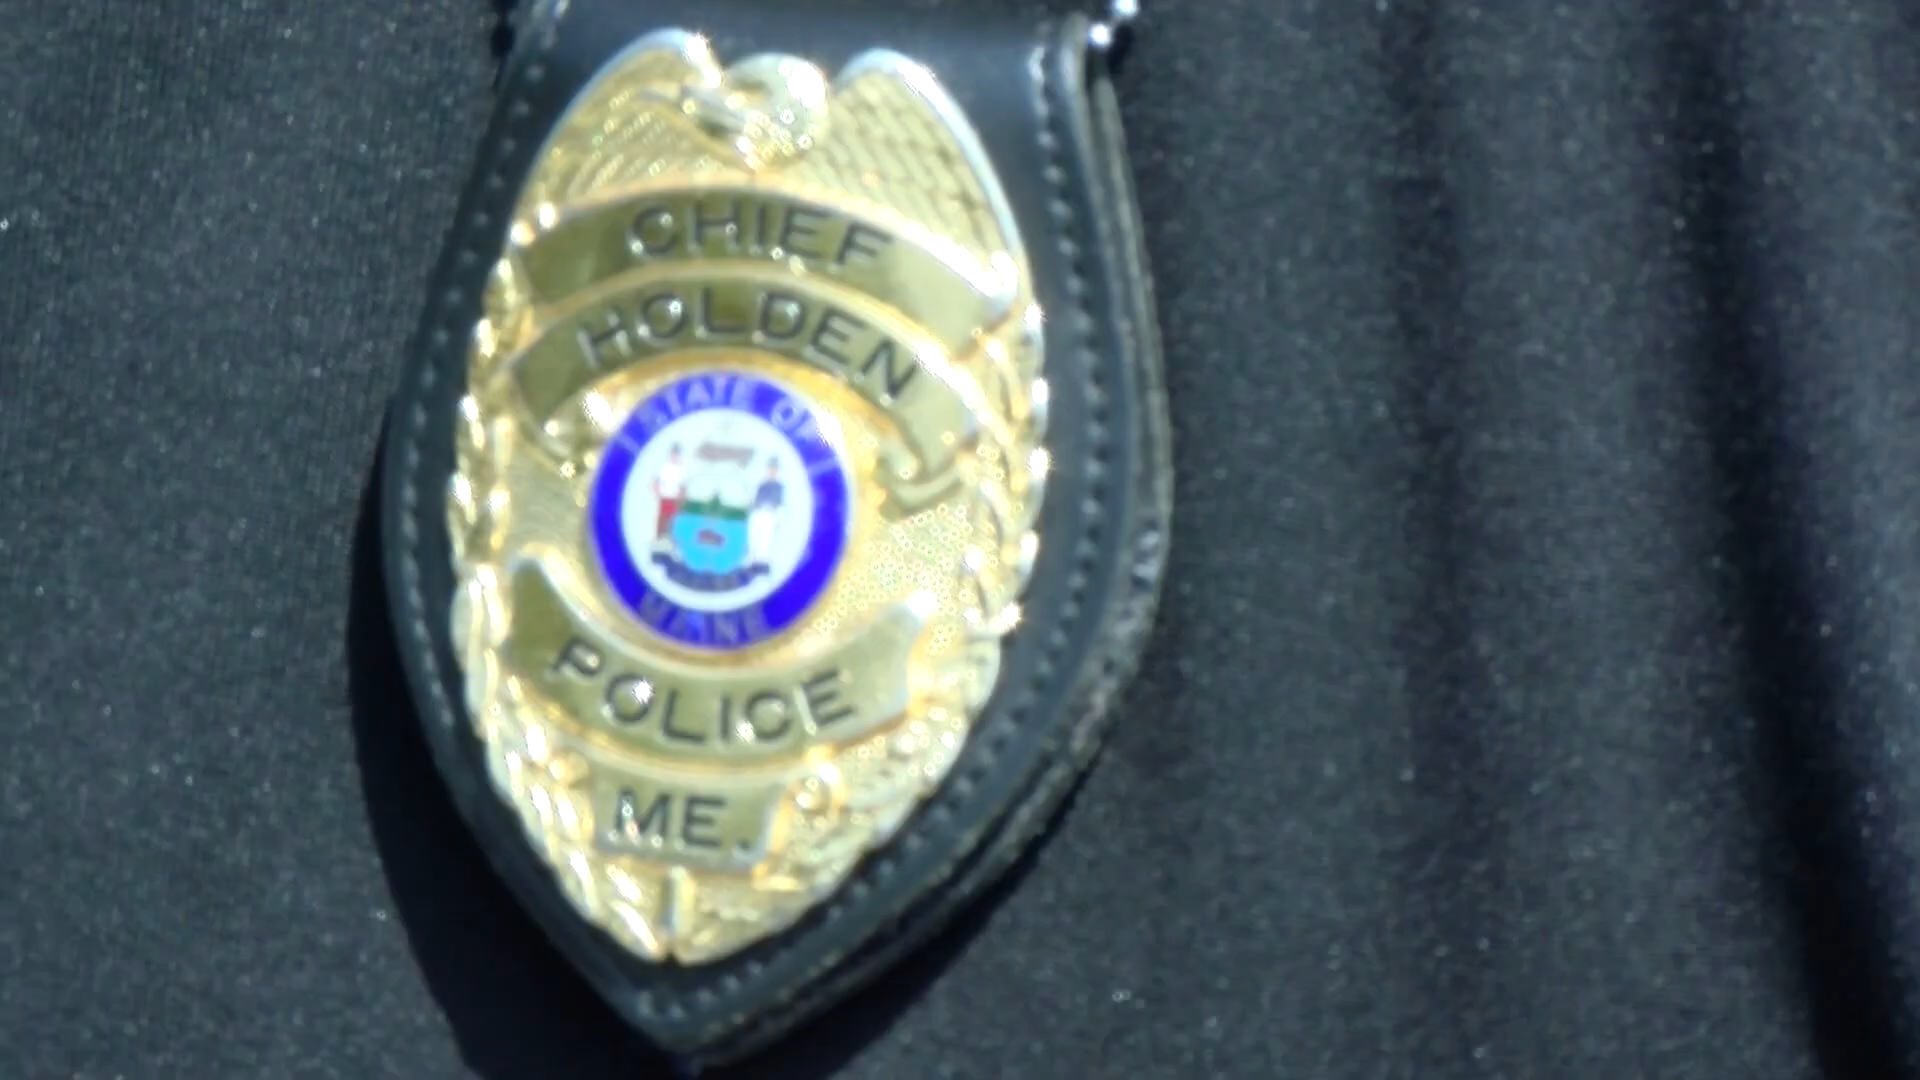 CHIEF
HOLDEN
STATE OF
MAINE
POLICE
ME.